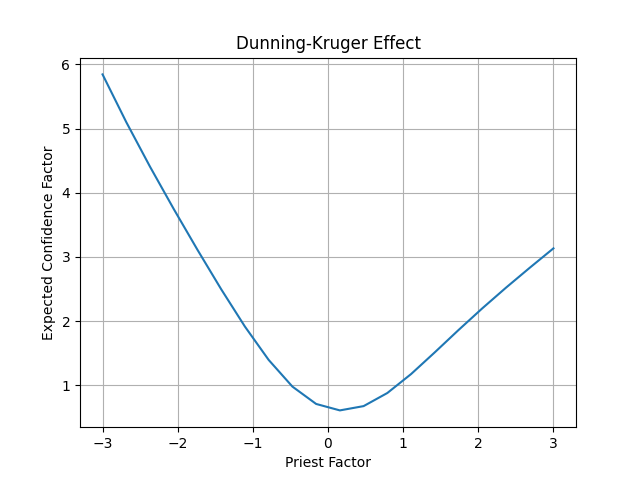 Dunning-Kruger Effect
6
5
4
3
2
1
Expected Confidence Factor
−3 −2 −1 0 1 2 3
Priest Factor